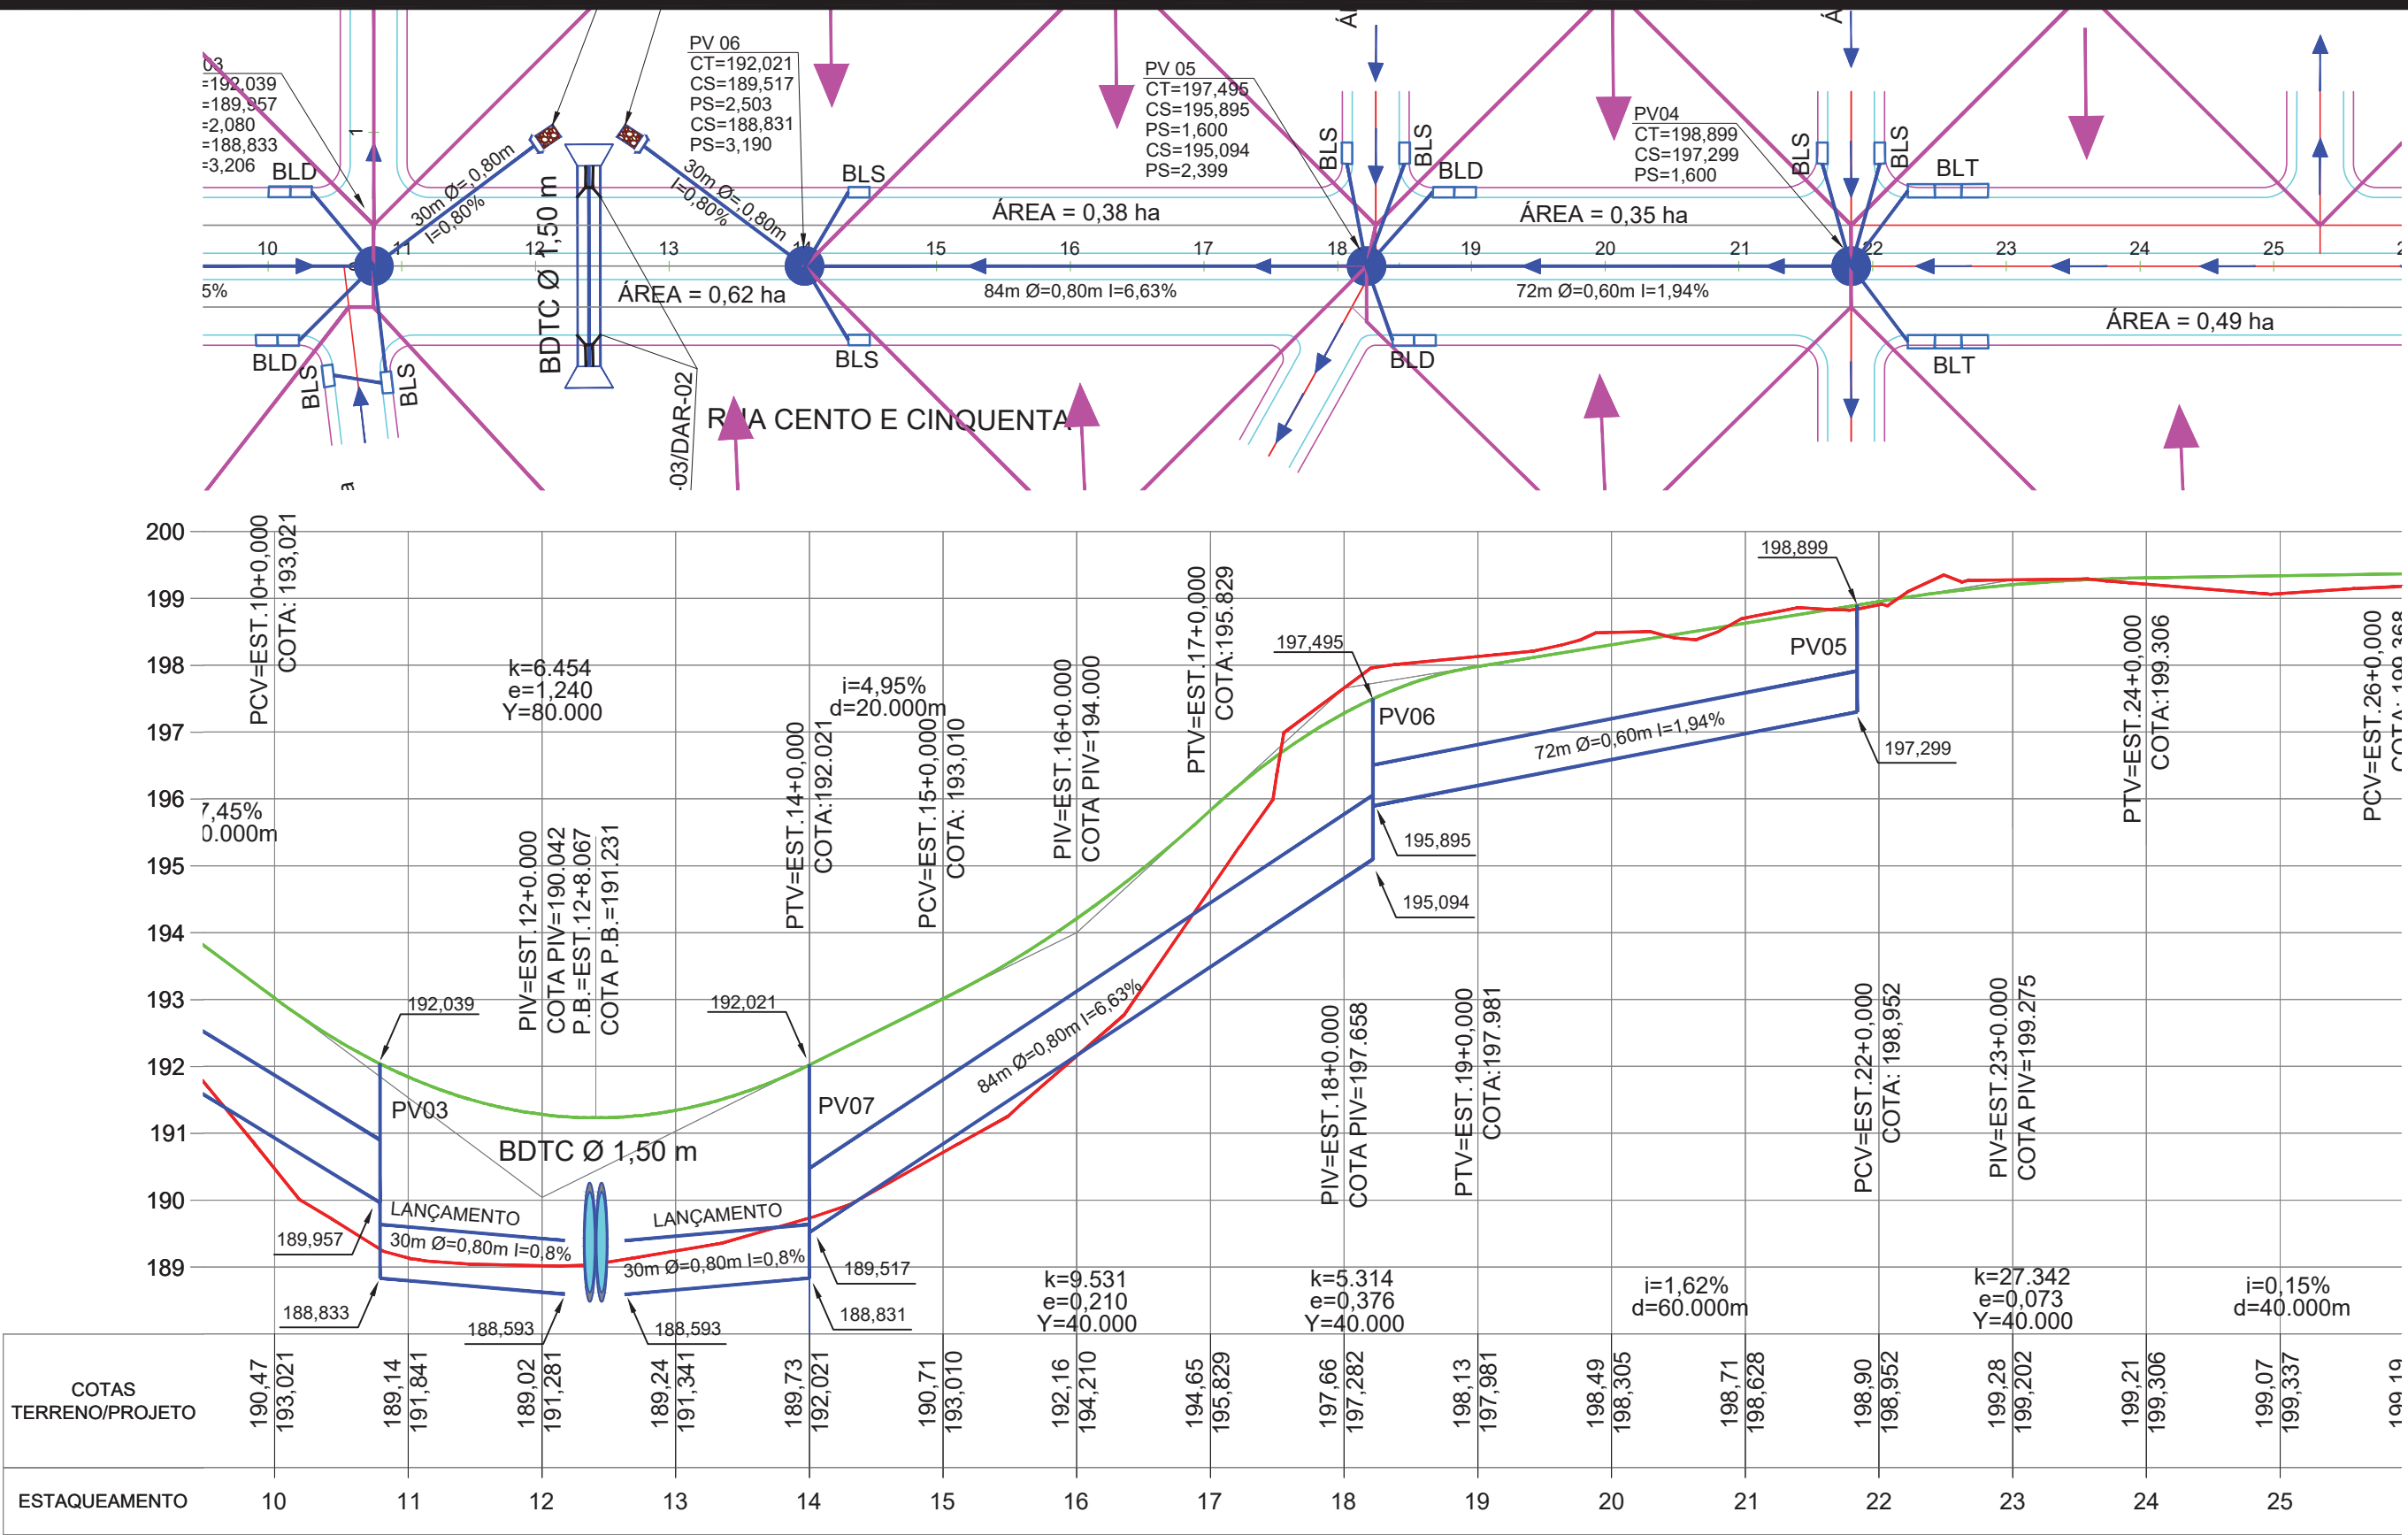 03
=192,039
=189,957
=2,080
=188,833
=3,206
BLD
1
30m Ø=,0,80m
I=0,80%
BDTC Ø 1,50 m
30m Ø=,0,80m
I=0,80%
PV 06
CT=192,021
CS=189,517
PS=2,503
CS=188,831
PS=3,190
BLS
PV 05
CT=197,495
CS=195,895
PS=1,600
CS=195,094
PS=2,399
BLS
BLS
BLD
PV04
CT=198,899
CS=197,299
PS=1,600
BLS
BLS
BLT
ÁREA = 0,38 ha
ÁREA = 0,35 ha
10
11
12
13
14
15
16
17
18
19
20
21
22
23
24
25
5%
ÁREA = 0,62 ha
84m Ø=0,80m I=6,63%
72m Ø=0,60m I=1,94%
ÁREA = 0,49 ha
BLD
BLS
BLS
BLS
BLD
BLT
-03/DAR-02
RUA CENTO E CINQUENTA
200
199
198
197
196
195
194
193
192
191
190
189
PCV=EST.10+0,000
COTA: 193,021
7,45%
0.000m
k=6.454
e=1,240
Y=80.000
PIV=EST.12+0.000
COTA PIV=190.042
P.B.=EST.12+8.067
COTA P.B.=191.231
PTV=EST.14+0,000
COTA:192.021
i=4,95%
d=20.000m
PCV=EST.15+0,000
COTA: 193,010
PIV=EST.16+0.000
COTA PIV=194.000
PTV=EST.17+0,000
COTA:195.829
197,495
198,899
PV05
PV06
72m Ø=0,60m I=1,94%
197,299
195,895
195,094
PTV=EST.24+0,000
COTA:199.306
PCV=EST.26+0,000
COTA: 199,368
192,039
192,021
PV03
PV07
84m Ø=0,80m I=6,63%
BDTC Ø 1,50 m
LANÇAMENTO
30m Ø=0,80m I=0,8%
LANÇAMENTO
30m Ø=0,80m I=0,8%
189,957
188,833
188,593
188,593
189,517
188,831
PIV=EST.18+0.000
COTA PIV=197.658
PTV=EST.19+0,000
COTA:197.981
PCV=EST.22+0,000
COTA: 198,952
PIV=EST.23+0.000
COTA PIV=199.275
k=9.531
e=0,210
Y=40.000
k=5.314
e=0,376
Y=40.000
i=1,62%
d=60.000m
k=27.342
e=0,073
Y=40.000
i=0,15%
d=40.000m
COTAS
TERRENO/PROJETO
190,47
193,021
189,14
191,841
189,02
191,281
189,24
191,341
189,73
192,021
190,71
193,010
192,16
194,210
194,65
195,829
197,66
197,282
198,13
197,981
198,49
198,305
198,71
198,628
198,90
198,952
199,28
199,202
199,21
199,306
199,07
199,337
199,19
ESTAQUEAMENTO
10
11
12
13
14
15
16
17
18
19
20
21
22
23
24
25